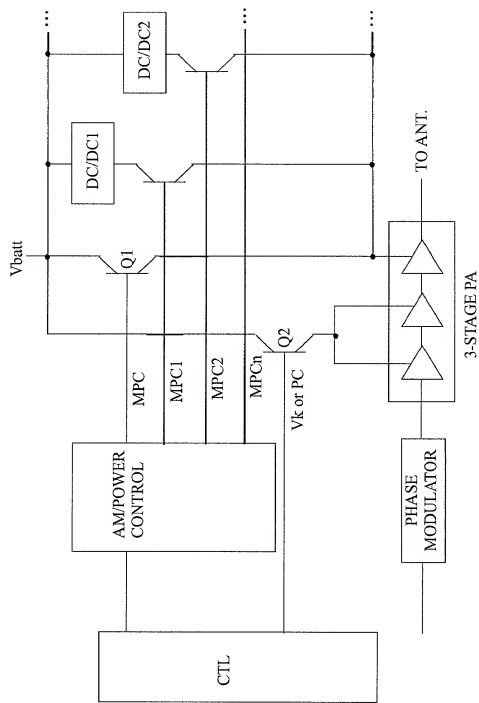 ...
...
...
Vbatt
DC/DC1
DC/DC2
Q1
Q2
MPC
MPC1
MPC2
MPCn
Vk or PC
AM/POWER
CONTROL
CTL
PHASE
MODULATOR
3-STAGE PA
TO ANT.